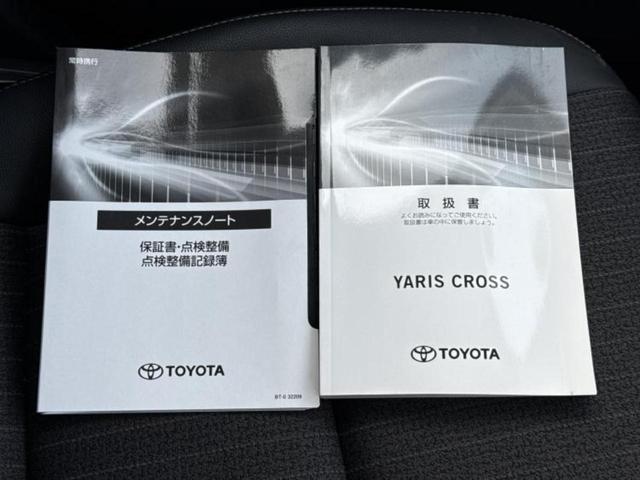 常時携行
メンテナンスノート
保証書・点検整備
点検整備記録簿
TOYOTA
BT-S 32209
取扱書
よくお読みになってご使用ください。
取扱書は車の中に保管しましょう。
YARIS CROSS
TOYOTA